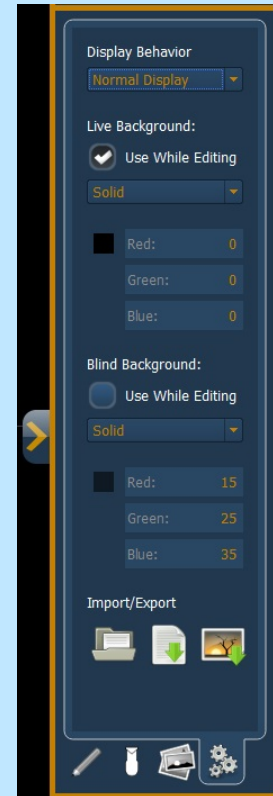 Display Behavior
Normal Display
Live Background:
Use While Editing
Solid
Red: 0
Green: 0
Blue: 0
Blind Background:
Use While Editing
Solid
Red: 15
Green: 25
Blue: 35
Import/Export